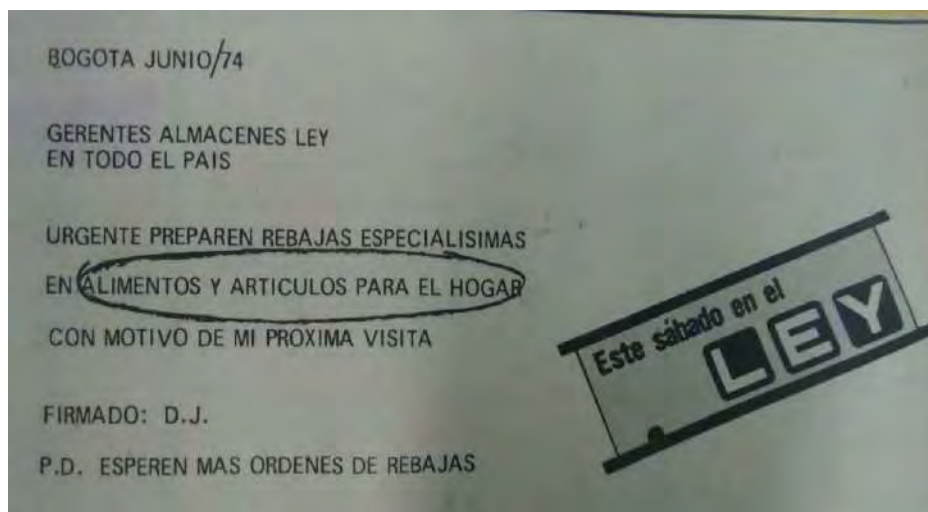 BOGOTA JUNIO/74
GERENTES ALMACENES LEY
EN TODO EL PAIS
URGENTE PREPAREN REBAJAS ESPECIALISIMAS
EN ALIMENTOS Y ARTICULOS PARA EL HOGAR
CON MOTIVO DE MI PROXIMA VISITA
FIRMADO: D.J.
P.D. ESPEREN MAS ORDENES DE REBAJAS
Este sábado en el
LEY